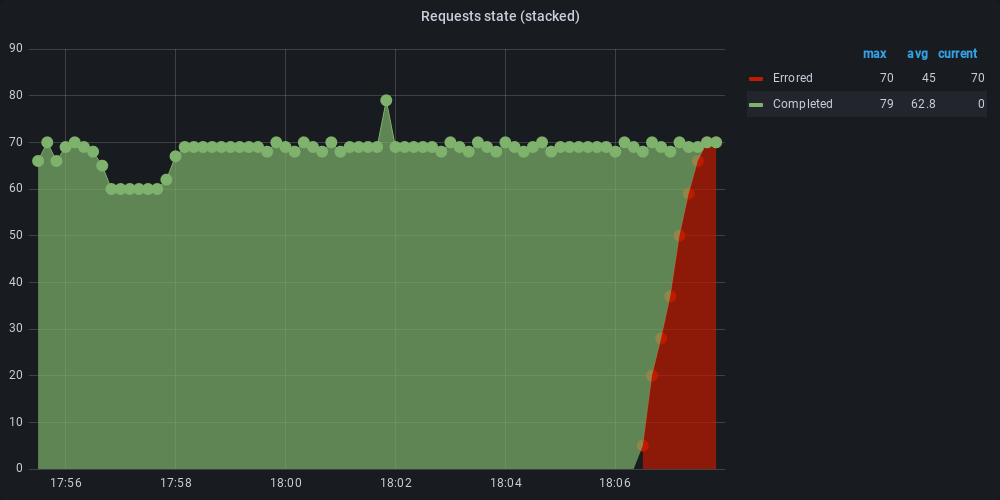 Requests state (stacked)
90
80
70
60
50
40
30
20
10
0
17:56 17:58 18:00 18:02 18:04 18:06
max avg current
Errored 70 45 70
Completed 79 62.8 0